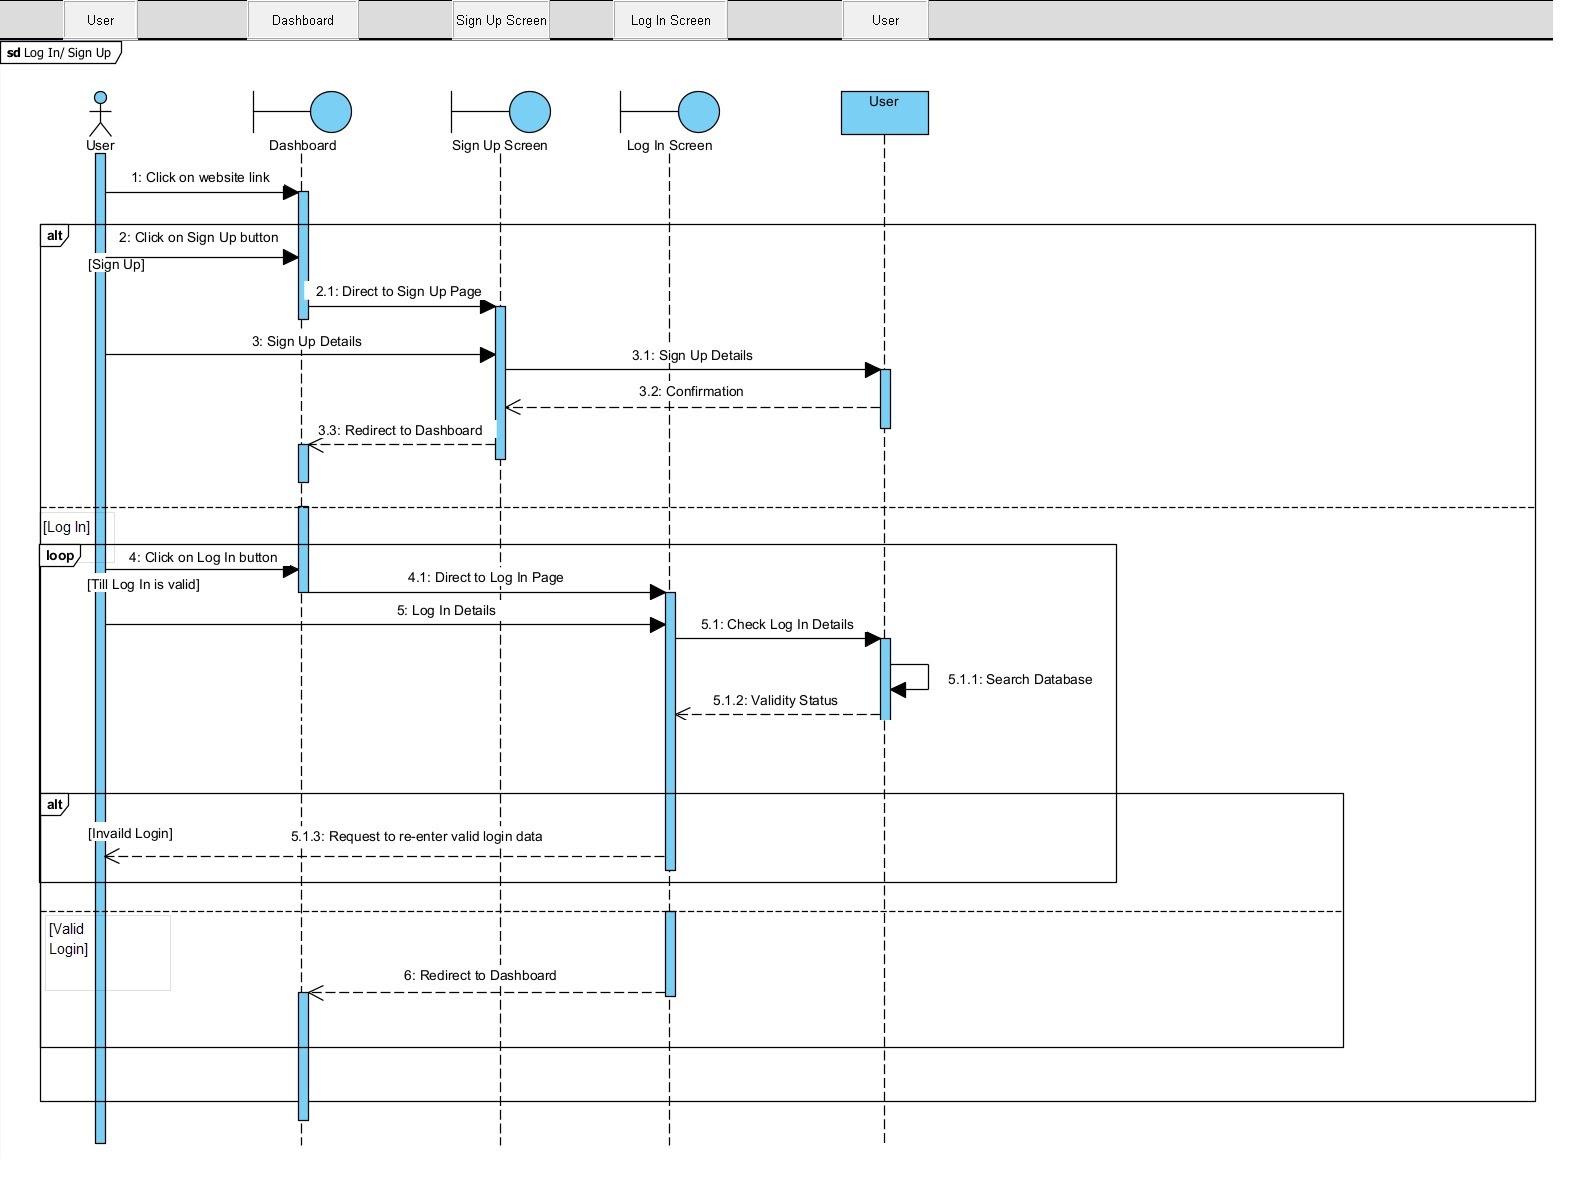 User
Dashboard
Sign Up Screen
Log In Screen
User
sd Log In/ Sign Up
User
Dashboard
Sign Up Screen
Log In Screen
User
1: Click on website link
alt
2: Click on Sign Up button
[Sign Up]
2.1: Direct to Sign Up Page
3: Sign Up Details
3.1: Sign Up Details
3.2: Confirmation
3.3: Redirect to Dashboard
[Log In]
loop
4: Click on Log In button
[Till Log In is valid]
4.1: Direct to Log In Page
5: Log In Details
5.1: Check Log In Details
5.1.1: Search Database
5.1.2: Validity Status
alt
[Invaild Login]
5.1.3: Request to re-enter valid login data
[Valid
Login]
6: Redirect to Dashboard